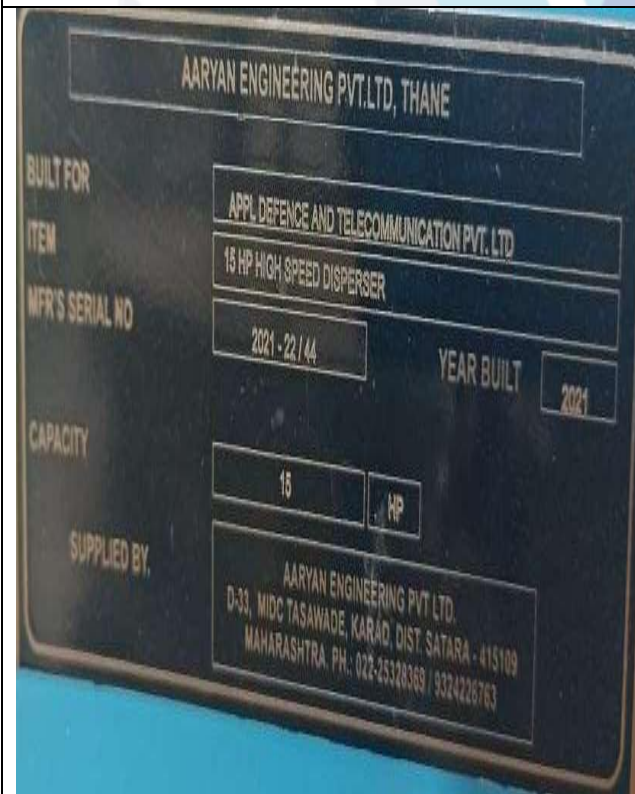 AARYAN ENGINEERING PVT.LTD, THANE
BUILT FOR
APPL DEFENCE AND TELECOMMUNICATION PVT. LTD
ITEM
15 HP HIGH SPEED DISPERSER
MFR'S SERIAL NO
2021 - 22 / 44
YEAR BUILT 2021
CAPACITY
15 HP
SUPPLIED BY.
AARYAN ENGINEERING PVT LTD.
D-33, MIDC TASAWADE, KARAD, DIST. SATARA - 415109
MAHARASHTRA. PH.: 022-25328369 / 9324226763